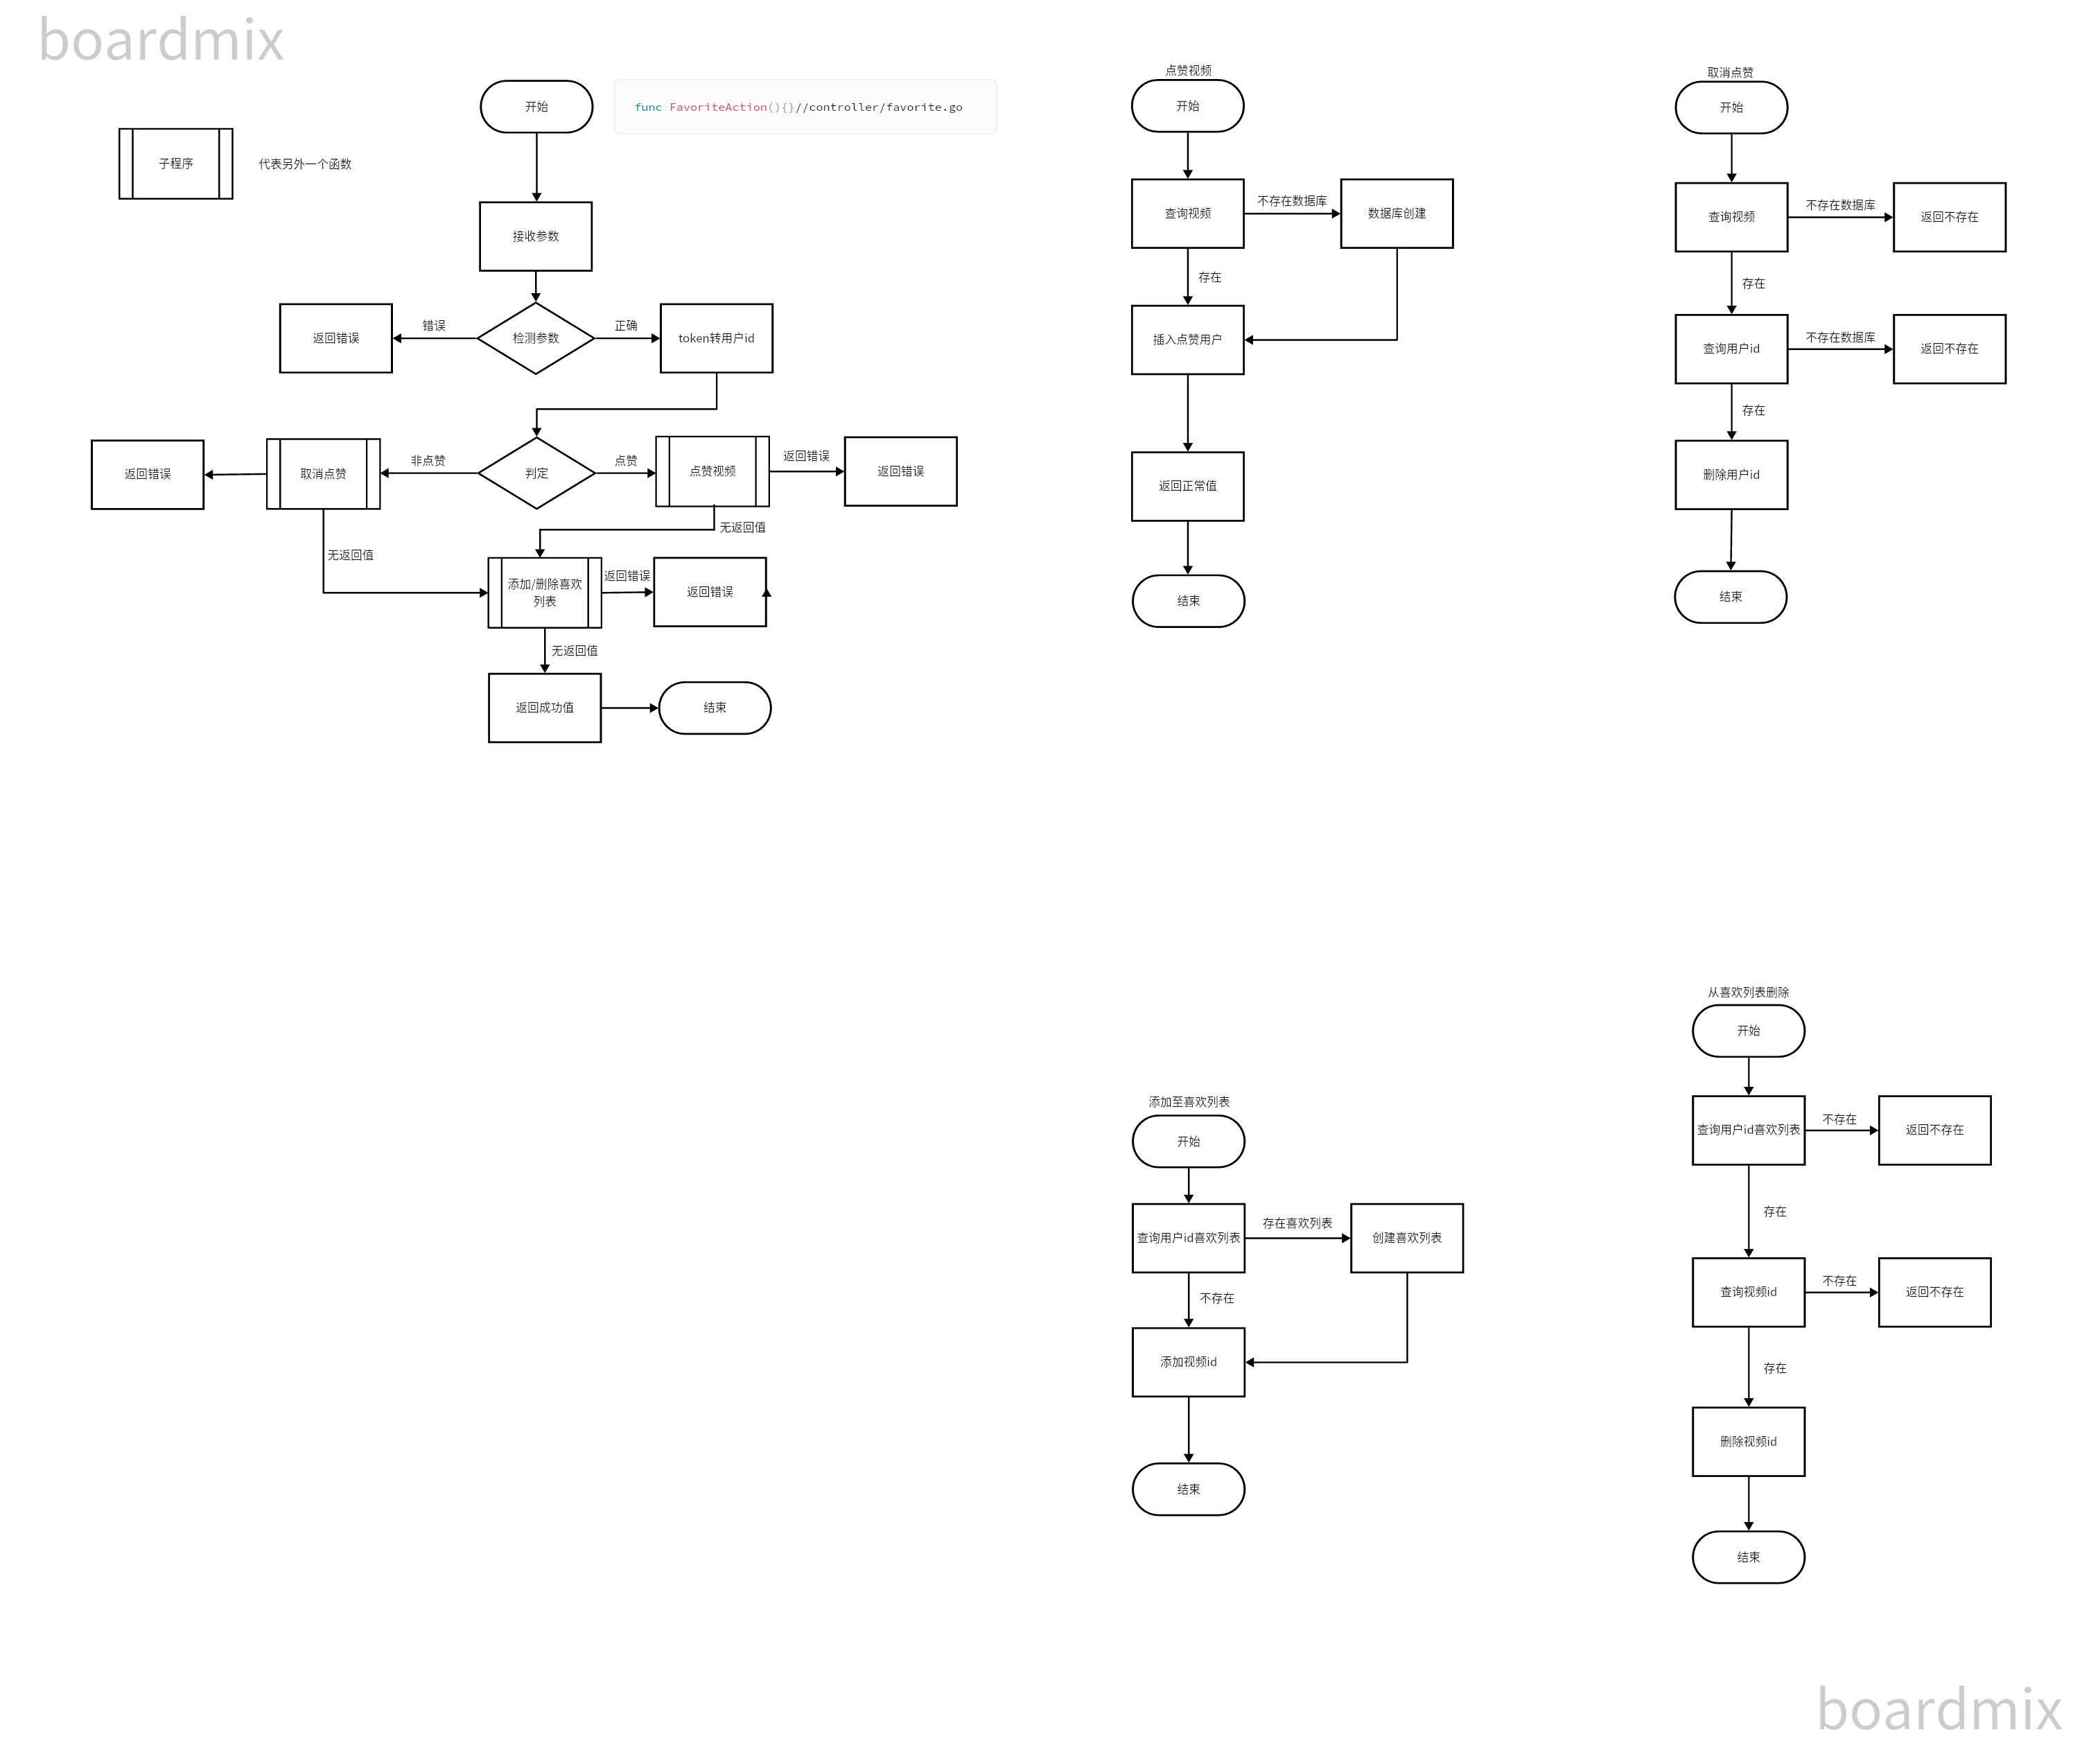 boardmix
开始
func FavoriteAction(){}//controller/favorite.go
子程序
代表另外一个函数
接收参数
返回错误
错误
检测参数
正确
token转用户id
返回错误
取消点赞
非点赞
判定
点赞
点赞视频
返回错误
返回错误
无返回值
无返回值
添加/删除喜欢
列表
返回错误
返回错误
无返回值
返回成功值
结束
点赞视频
开始
查询视频
不存在数据库
数据库创建
存在
插入点赞用户
返回正常值
结束
取消点赞
开始
查询视频
不存在数据库
返回不存在
存在
查询用户id
不存在数据库
返回不存在
存在
删除用户id
结束
添加至喜欢列表
开始
查询用户id喜欢列表
存在喜欢列表
创建喜欢列表
不存在
添加视频id
结束
从喜欢列表删除
开始
查询用户id喜欢列表
不存在
返回不存在
存在
查询视频id
不存在
返回不存在
存在
删除视频id
结束
boardmix